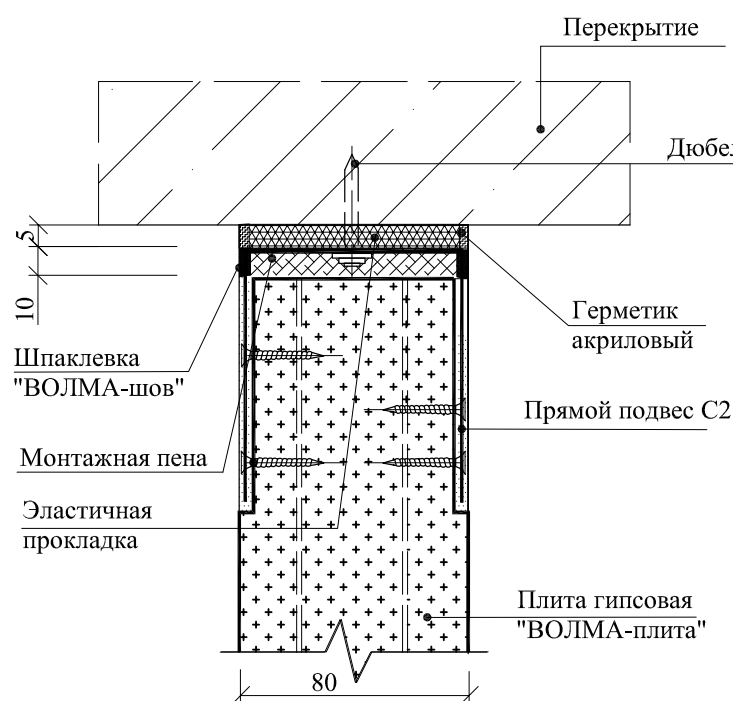 Перекрытие
5
10
Герметик
акриловый
Шпаклевка
"ВОЛМА-шов"
Прямой подвес С2
Монтажная пена
Эластичная
прокладка
Плита гипсовая
"ВОЛМА-плита"
80